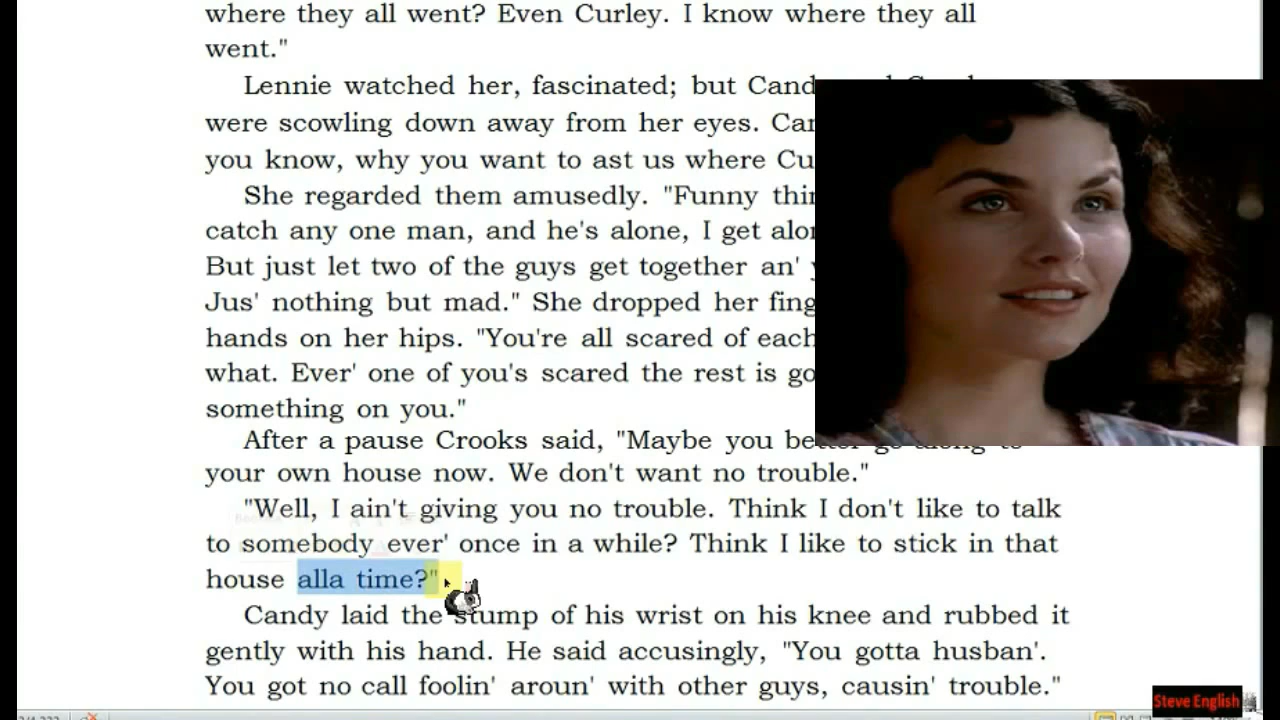 where they all went? Even Curley. I know where they all
went."
Lennie watched her, fascinated; but
were scowling down away from her eyes.
you know, why you want to ast us where
She regarded them amusedly. "Funny
catch any one man, and he's alone, I get
But just let two of the guys get together an'
Jus' nothing but mad." She dropped her
hands on her hips. "You're all scared of each
what. Ever' one of you's scared the rest is
something on you."
After a pause Crooks said, "Maybe you
your own house now. We don't want no trouble."
"Well, I ain't giving you no trouble. Think I don't like to talk
to somebody ever' once in a while? Think I like to stick in that
house alla time?"
Candy laid the stump of his wrist on his knee and rubbed it
gently with his hand. He said accusingly, "You gotta husban'.
You got no call foolin' aroun' with other guys, causin' trouble."
Steve English